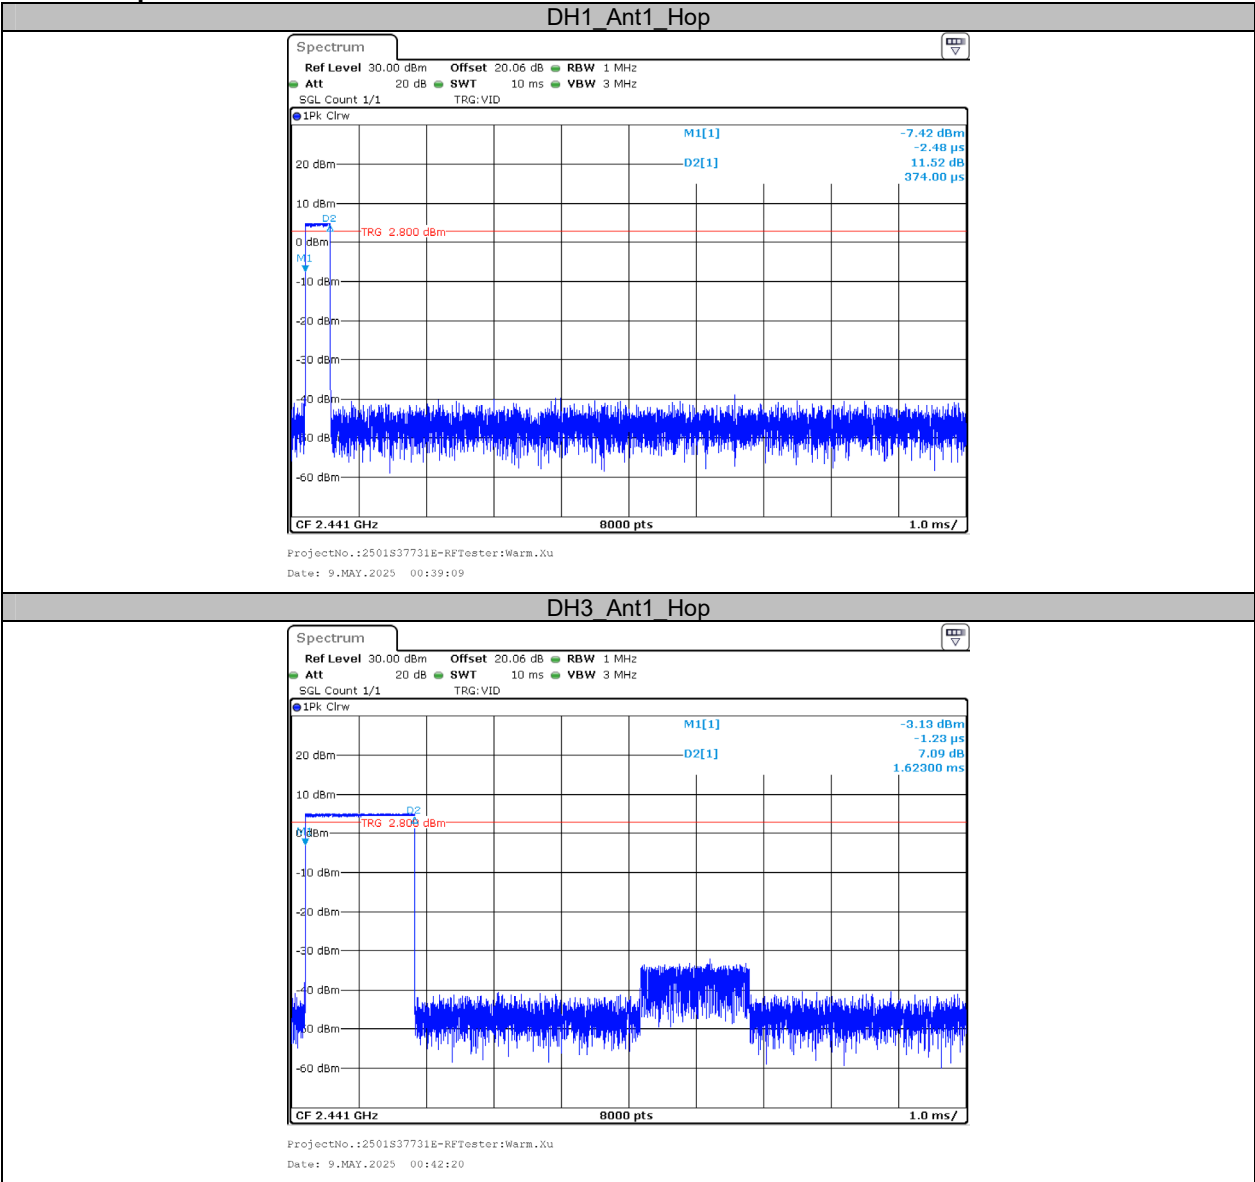 DH1_Ant1_Hop
Spectrum
Ref Level 30.00 dBm Offset 20.06 dB RBW 1 MHz
Att 20 dB SWT 10 ms VBW 3 MHz
SGL Count 1/1 TRG:VID
1Pk Clrw
M1[1] -7.42 dBm
-2.48 µs
20 dBm D2[1] 11.52 dB
374.00 µs
10 dBm
D2
TRG 2.800 dBm
0 dBm
M1
-10 dBm
-20 dBm
-30 dBm
-40 dBm
-50 dBm
-60 dBm
CF 2.441 GHz 8000 pts 1.0 ms/
ProjectNo.:2501S37731E-RFTester:Warm.Xu
Date: 9.MAY.2025 00:39:09
DH3_Ant1_Hop
Spectrum
Ref Level 30.00 dBm Offset 20.06 dB RBW 1 MHz
Att 20 dB SWT 10 ms VBW 3 MHz
SGL Count 1/1 TRG:VID
1Pk Clrw
M1[1] -3.13 dBm
-1.23 µs
20 dBm D2[1] 7.09 dB
1.62300 ms
10 dBm
D2
TRG 2.800 dBm
0 dBm
M1
-10 dBm
-20 dBm
-30 dBm
-40 dBm
-50 dBm
-60 dBm
CF 2.441 GHz 8000 pts 1.0 ms/
ProjectNo.:2501S37731E-RFTester:Warm.Xu
Date: 9.MAY.2025 00:42:20